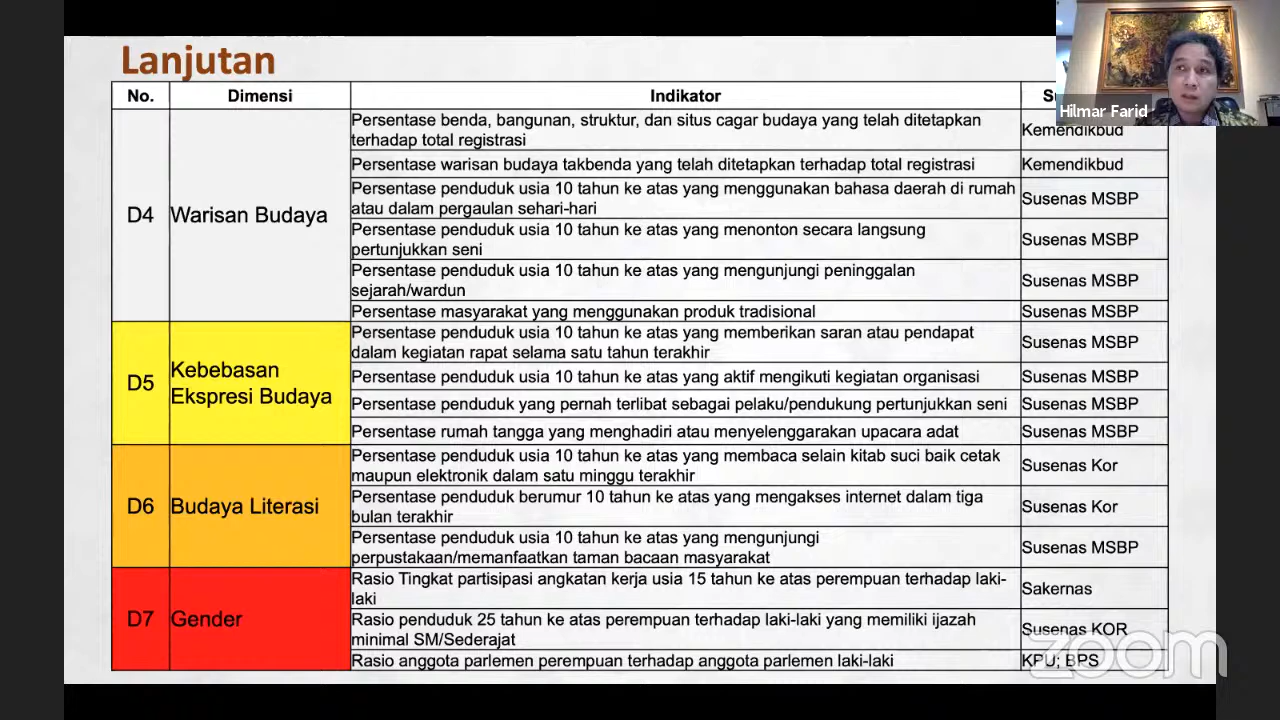 Lanjutan
No. Dimensi Indikator
Hilmar Farid
D4 Warisan Budaya
Persentase benda, bangunan, struktur, dan situs cagar budaya yang telah ditetapkan
terhadap total registrasi
Kemendikbud
Persentase warisan budaya takbenda yang telah ditetapkan terhadap total registrasi
Kemendikbud
Persentase penduduk usia 10 tahun ke atas yang menggunakan bahasa daerah di rumah
atau dalam pergaulan sehari-hari
Susenas MSBP
Persentase penduduk usia 10 tahun ke atas yang menonton secara langsung
pertunjukkan seni
Susenas MSBP
Persentase penduduk usia 10 tahun ke atas yang mengunjungi peninggalan
sejarah/wardun
Susenas MSBP
Persentase masyarakat yang menggunakan produk tradisional
Susenas MSBP
D5 Kebebasan
Ekspresi Budaya
Persentase penduduk usia 10 tahun ke atas yang memberikan saran atau pendapat
dalam kegiatan rapat selama satu tahun terakhir
Susenas MSBP
Persentase penduduk usia 10 tahun ke atas yang aktif mengikuti kegiatan organisasi
Susenas MSBP
Persentase penduduk yang pernah terlibat sebagai pelaku/pendukung pertunjukkan seni
Susenas MSBP
Persentase rumah tangga yang menghadiri atau menyelenggarakan upacara adat
Susenas MSBP
D6 Budaya Literasi
Persentase penduduk usia 10 tahun ke atas yang membaca selain kitab suci baik cetak
maupun elektronik dalam satu minggu terakhir
Susenas Kor
Persentase penduduk berumur 10 tahun ke atas yang mengakses internet dalam tiga
bulan terakhir
Susenas Kor
Persentase penduduk usia 10 tahun ke atas yang mengunjungi
perpustakaan/memanfaatkan taman bacaan masyarakat
Susenas MSBP
D7 Gender
Rasio Tingkat partisipasi angkatan kerja usia 15 tahun ke atas perempuan terhadap laki-
laki
Sakernas
Rasio penduduk 25 tahun ke atas perempuan terhadap laki-laki yang memiliki ijazah
minimal SM/Sederajat
Susenas KOR
Rasio anggota parlemen perempuan terhadap anggota parlemen laki-laki
KPU; BPS
zoom